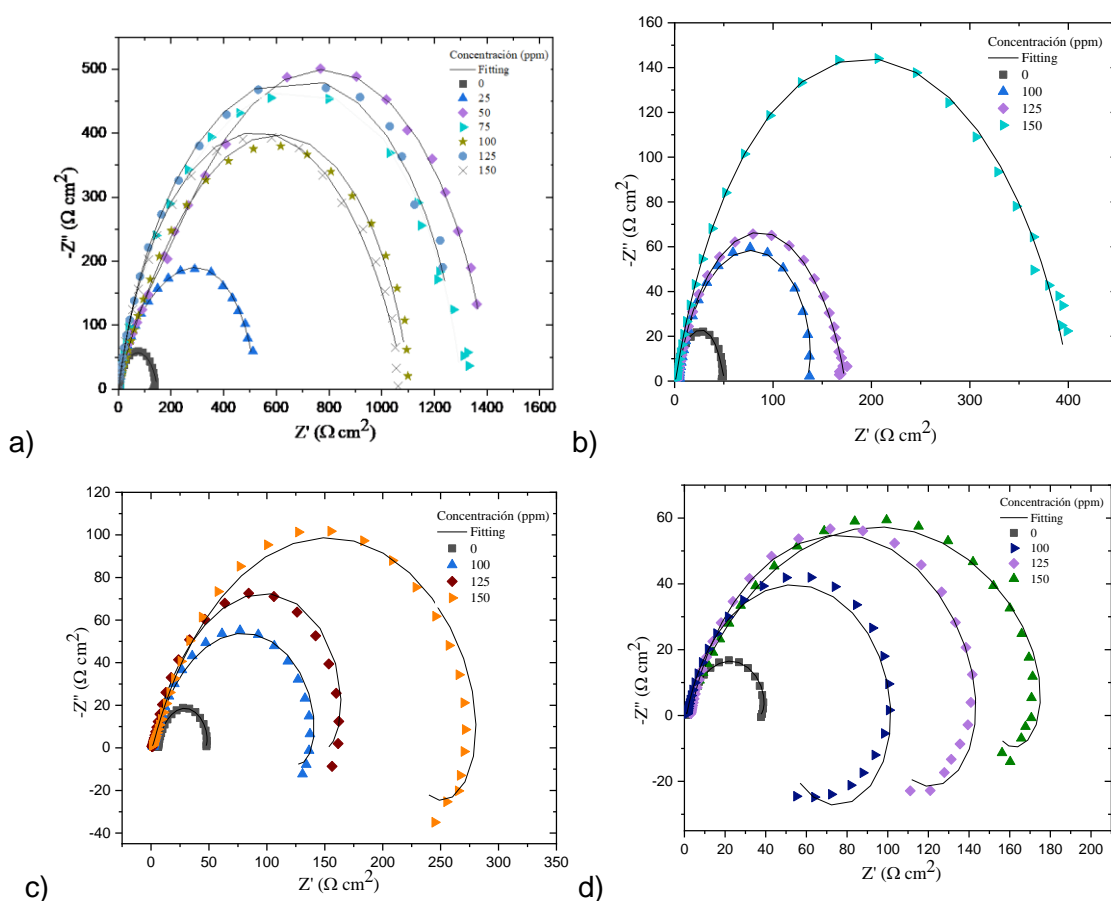 Concentración (ppm)
Fitting
0
25
50
75
100
125
150
500
400
300
200
100
0
0 200 400 600 800 1000 1200 1400 1600
-Z'' (Ω cm²)
Z' (Ω cm²)
a)
Concentración (ppm)
Fitting
0
100
125
150
160
140
120
100
80
60
40
20
0
0 100 200 300 400
-Z'' (Ω cm²)
Z' (Ω cm²)
b)
Concentración (ppm)
Fitting
0
100
125
150
120
100
80
60
40
20
0
-20
-40
0 50 100 150 200 250 300 350
-Z'' (Ω cm²)
Z' (Ω cm²)
c)
Concentración (ppm)
Fitting
0
100
125
150
60
40
20
0
-20
0 20 40 60 80 100 120 140 160 180 200
-Z'' (Ω cm²)
Z' (Ω cm²)
d)